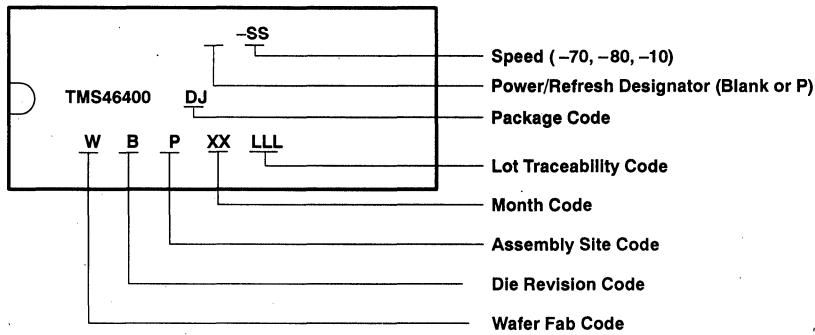 –SS
Speed ( –70, –80, –10)
Power/Refresh Designator (Blank or P)
TMS46400 DJ
Package Code
W B P XX LLL
Lot Traceability Code
Month Code
Assembly Site Code
Die Revision Code
Wafer Fab Code